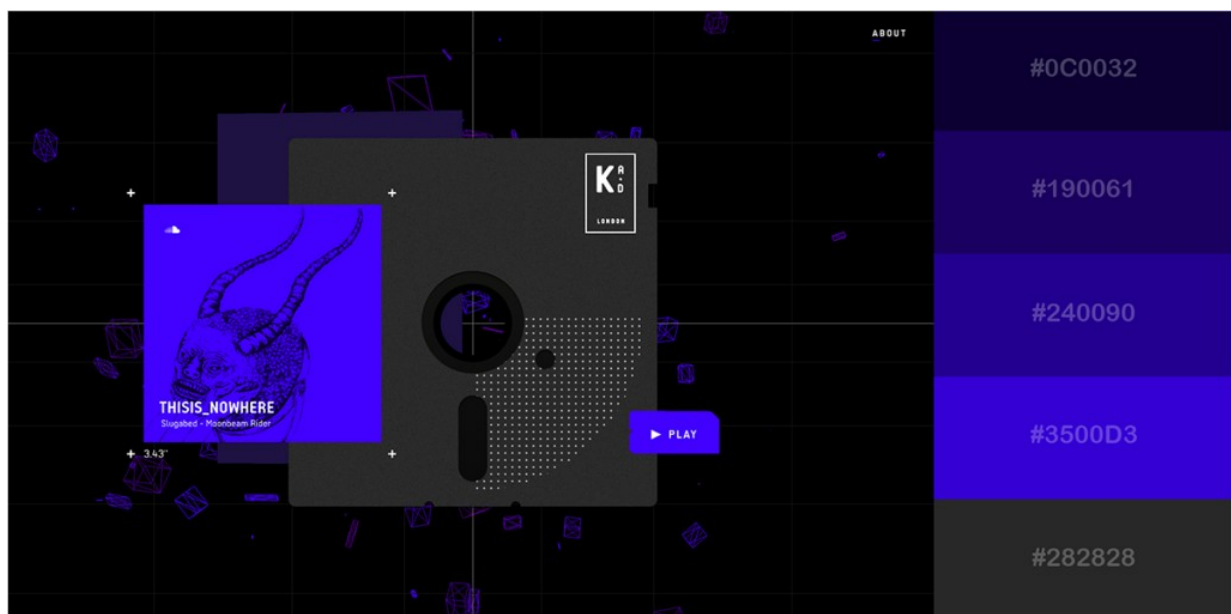 ABOUT
K A.D
LONDON
THISIS_NOWHERE
Slugabed - Moonbeam Rider
3.43"
PLAY
#0C0032
#190061
#240090
#3500D3
#282828